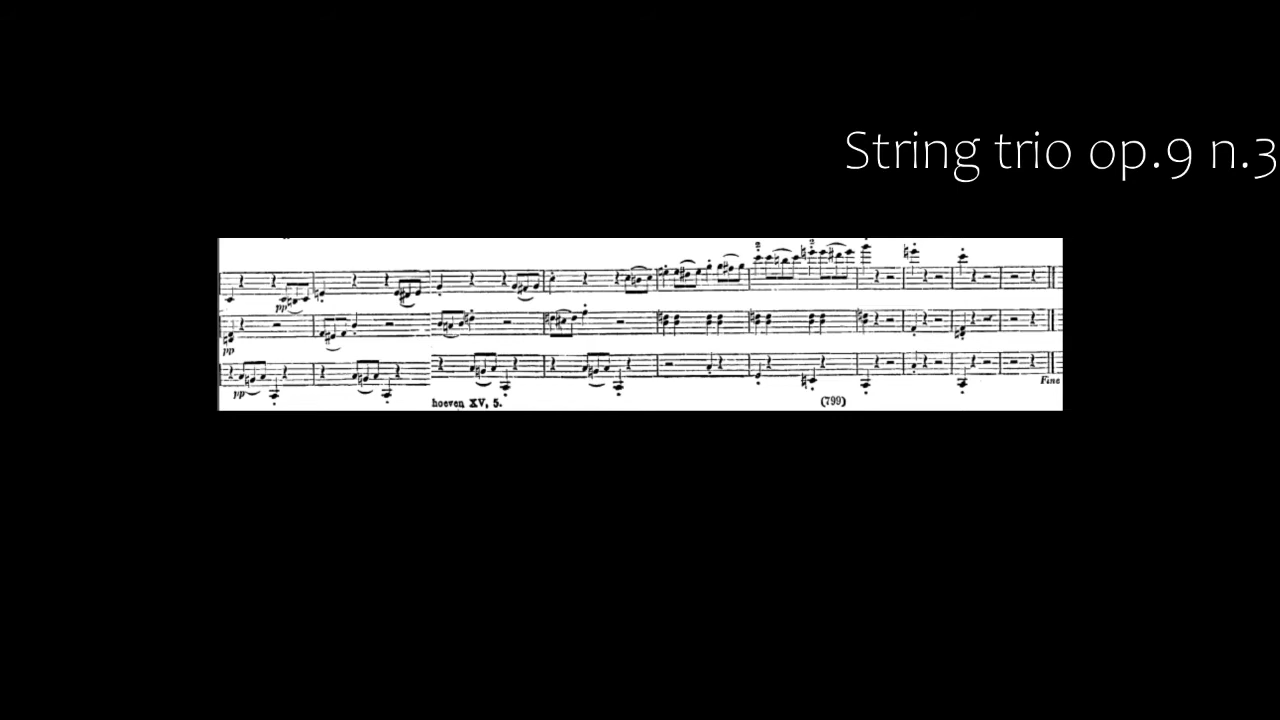 String trio op.9 n.3
pp
pp
pp
Fine
hoeven XV, 5.
(799)